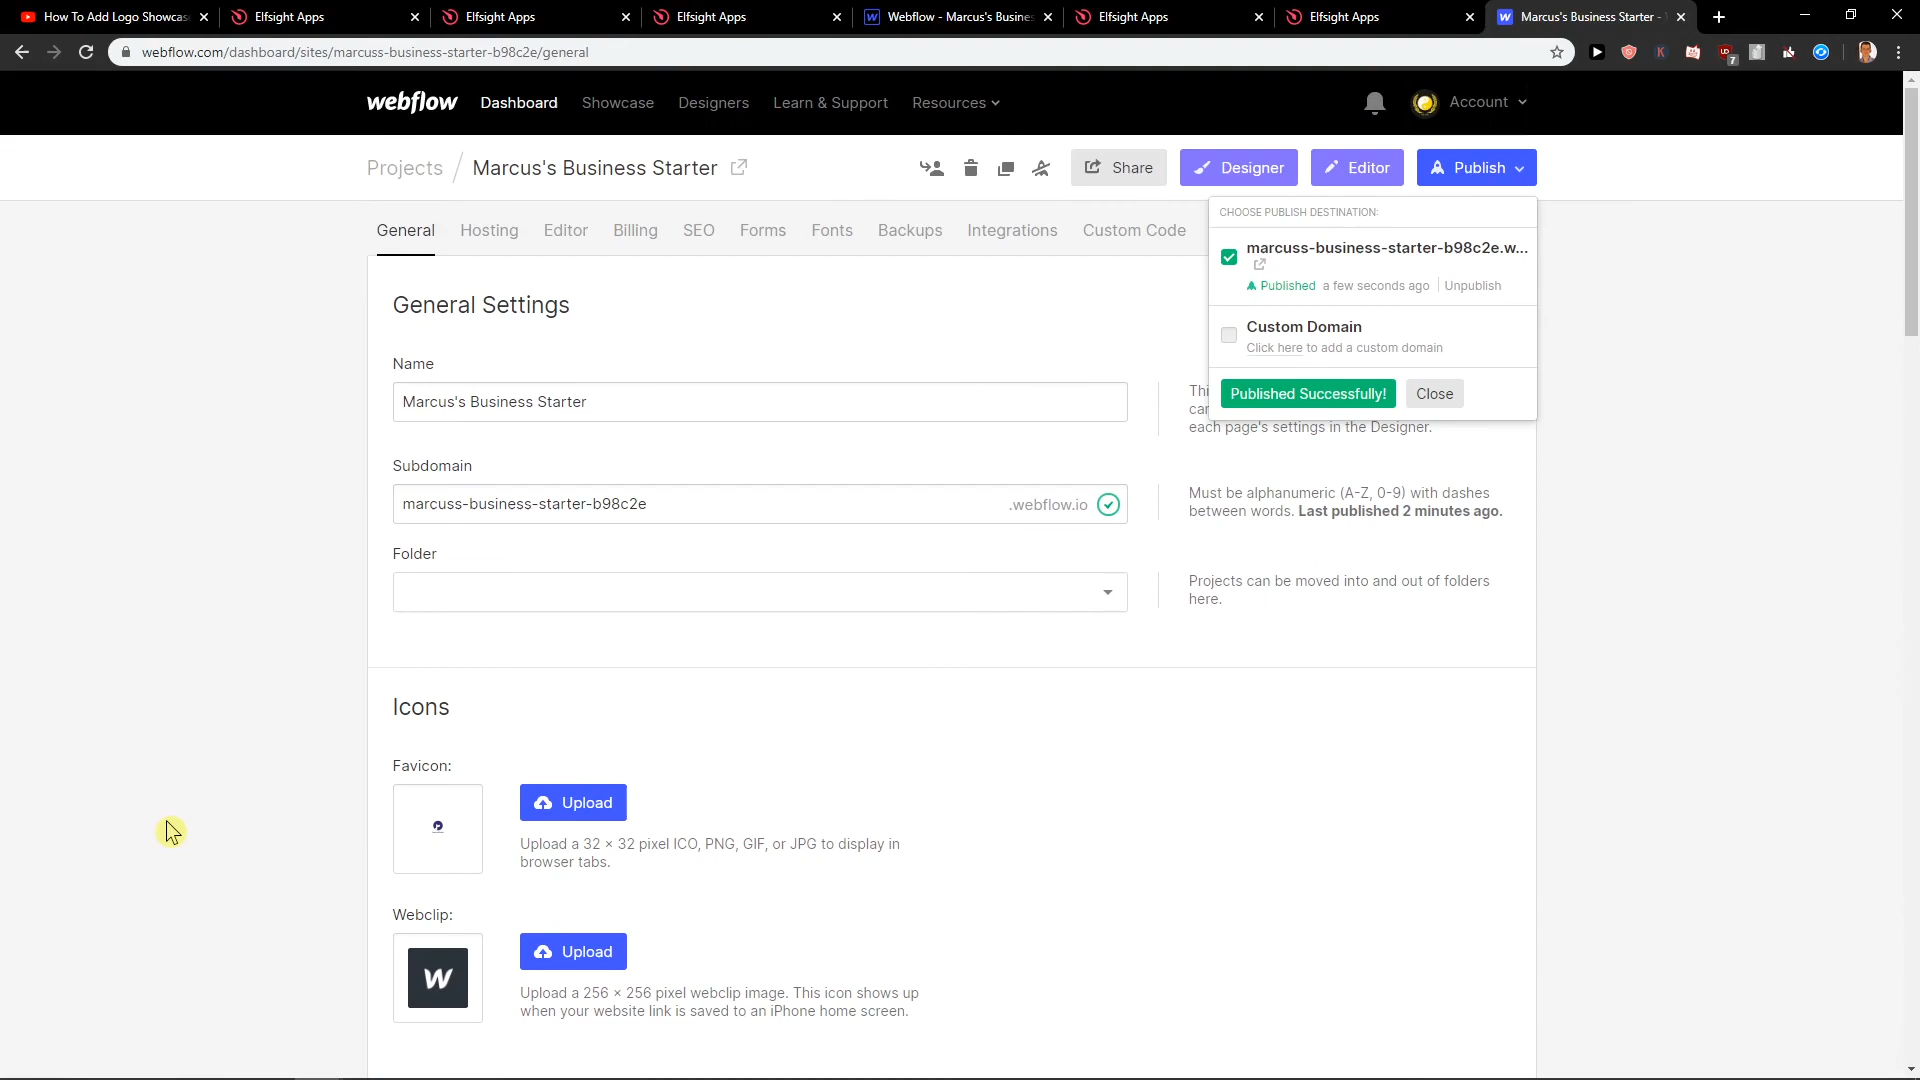 How To Add Logo Showcas
Elfsight Apps
Elfsight Apps
Elfsight Apps
Webflow - Marcus's Busines
Elfsight Apps
Elfsight Apps
Marcus's Business Starter -
webflow.com/dashboard/sites/marcuss-business-starter-b98c2e/general
7
webflow Dashboard Showcase Designers Learn & Support Resources Account
Projects / Marcus's Business Starter Share Designer Editor Publish
General Hosting Editor Billing SEO Forms Fonts Backups Integrations Custom Code
CHOOSE PUBLISH DESTINATION:
marcuss-business-starter-b98c2e.w...
Published a few seconds ago Unpublish
Custom Domain
Click here to add a custom domain
Published Successfully! Close
General Settings
Name
Marcus's Business Starter
each page's settings in the Designer.
Subdomain
marcuss-business-starter-b98c2e .webflow.io
Must be alphanumeric (A-Z, 0-9) with dashes
between words. Last published 2 minutes ago.
Folder
Projects can be moved into and out of folders
here.
Icons
Favicon:
Upload
Upload a 32 × 32 pixel ICO, PNG, GIF, or JPG to display in
browser tabs.
Webclip:
W
Upload
Upload a 256 × 256 pixel webclip image. This icon shows up
when your website link is saved to an iPhone home screen.